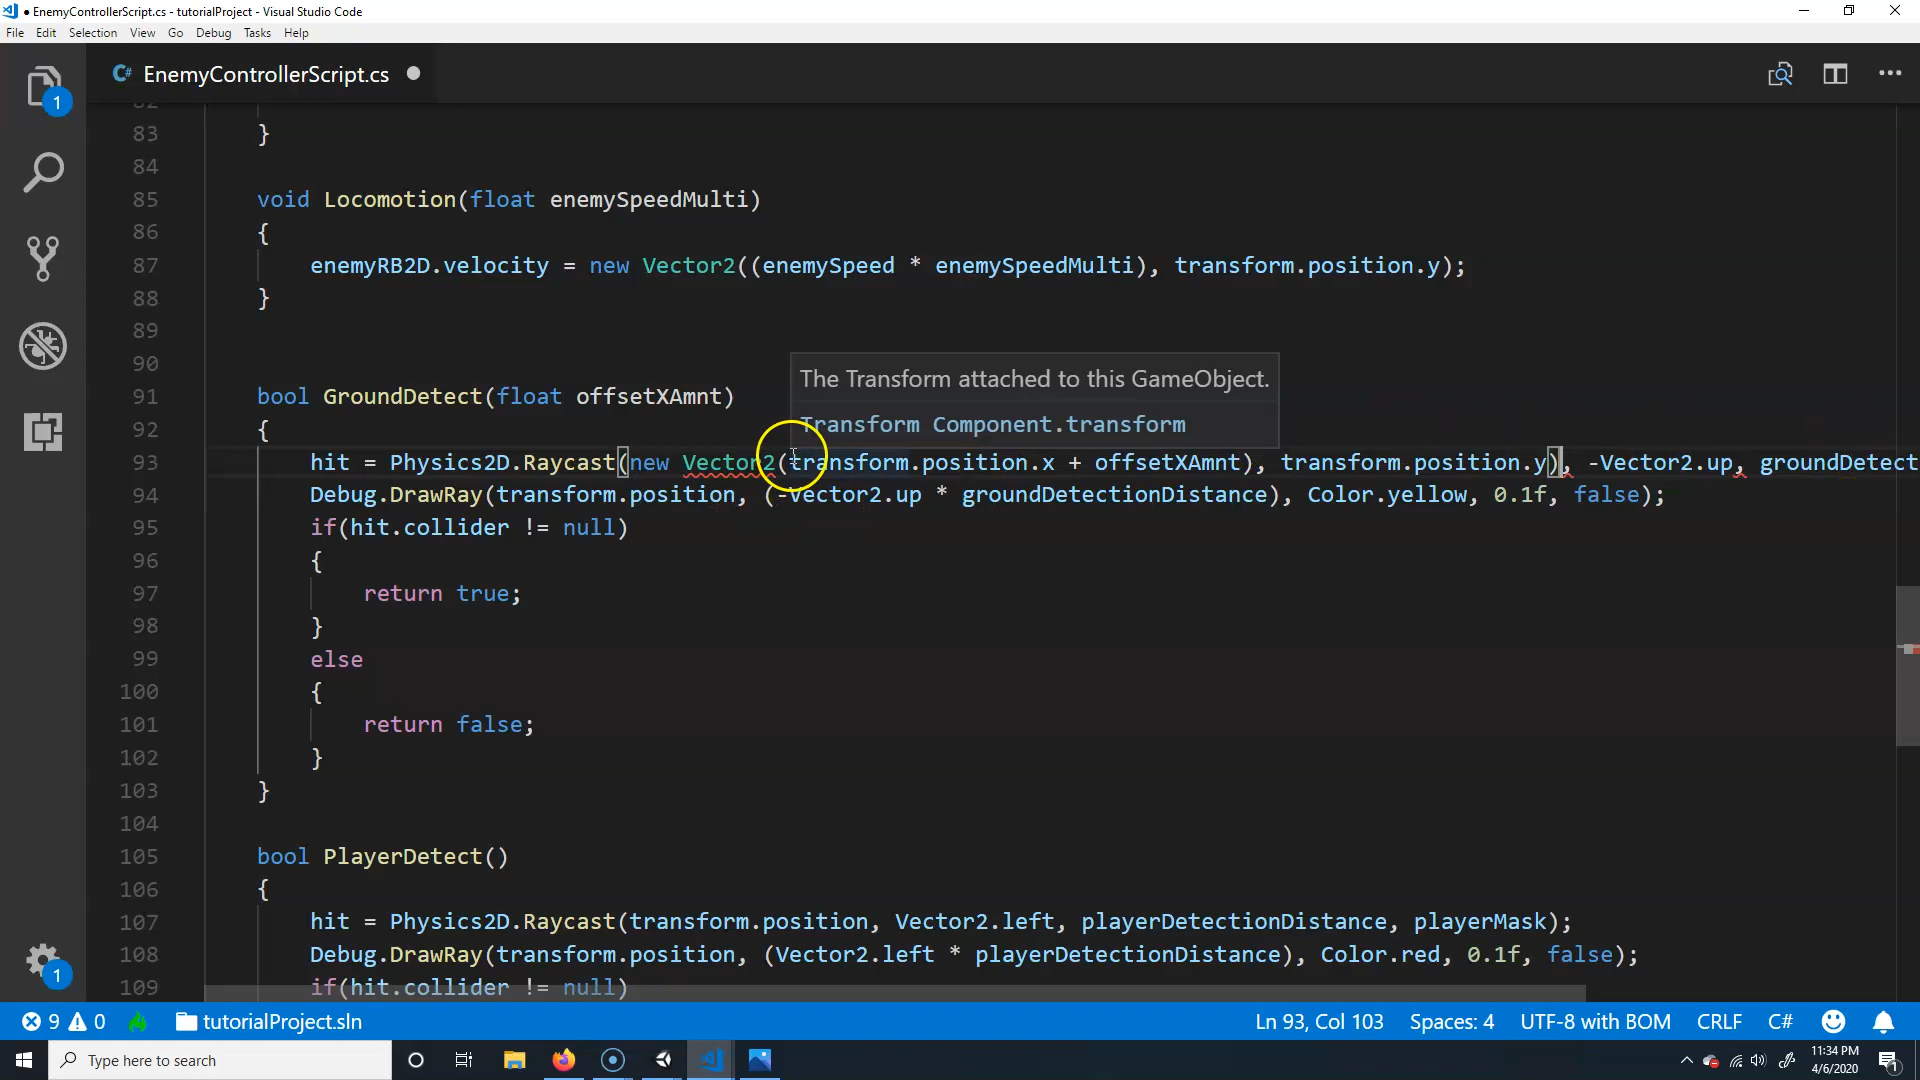 EnemyControllerScript.cs - tutorialProject - Visual Studio Code
File Edit Selection View Go Debug Tasks Help
EnemyControllerScript.cs
1
82
83 }
84
85 void Locomotion(float enemySpeedMulti)
86 {
87 enemyRB2D.velocity = new Vector2((enemySpeed * enemySpeedMulti), transform.position.y);
88 }
89
90
The Transform attached to this GameObject.
91 bool GroundDetect(float offsetXAmnt)
Transform Component.transform
92 {
93 hit = Physics2D.Raycast(new Vector2(transform.position.x + offsetXAmnt), transform.position.y), -Vector2.up, groundDetect
94 Debug.DrawRay(transform.position, (-Vector2.up * groundDetectionDistance), Color.yellow, 0.1f, false);
95 if(hit.collider != null)
96 {
97 return true;
98 }
99 else
100 {
101 return false;
102 }
103 }
104
105 bool PlayerDetect()
106 {
107 hit = Physics2D.Raycast(transform.position, Vector2.left, playerDetectionDistance, playerMask);
108 Debug.DrawRay(transform.position, (Vector2.left * playerDetectionDistance), Color.red, 0.1f, false);
109 if(hit.collider != null)
1
9 0 tutorialProject.sln Ln 93, Col 103 Spaces: 4 UTF-8 with BOM CRLF C#
Type here to search
11:34 PM
4/6/2020
1